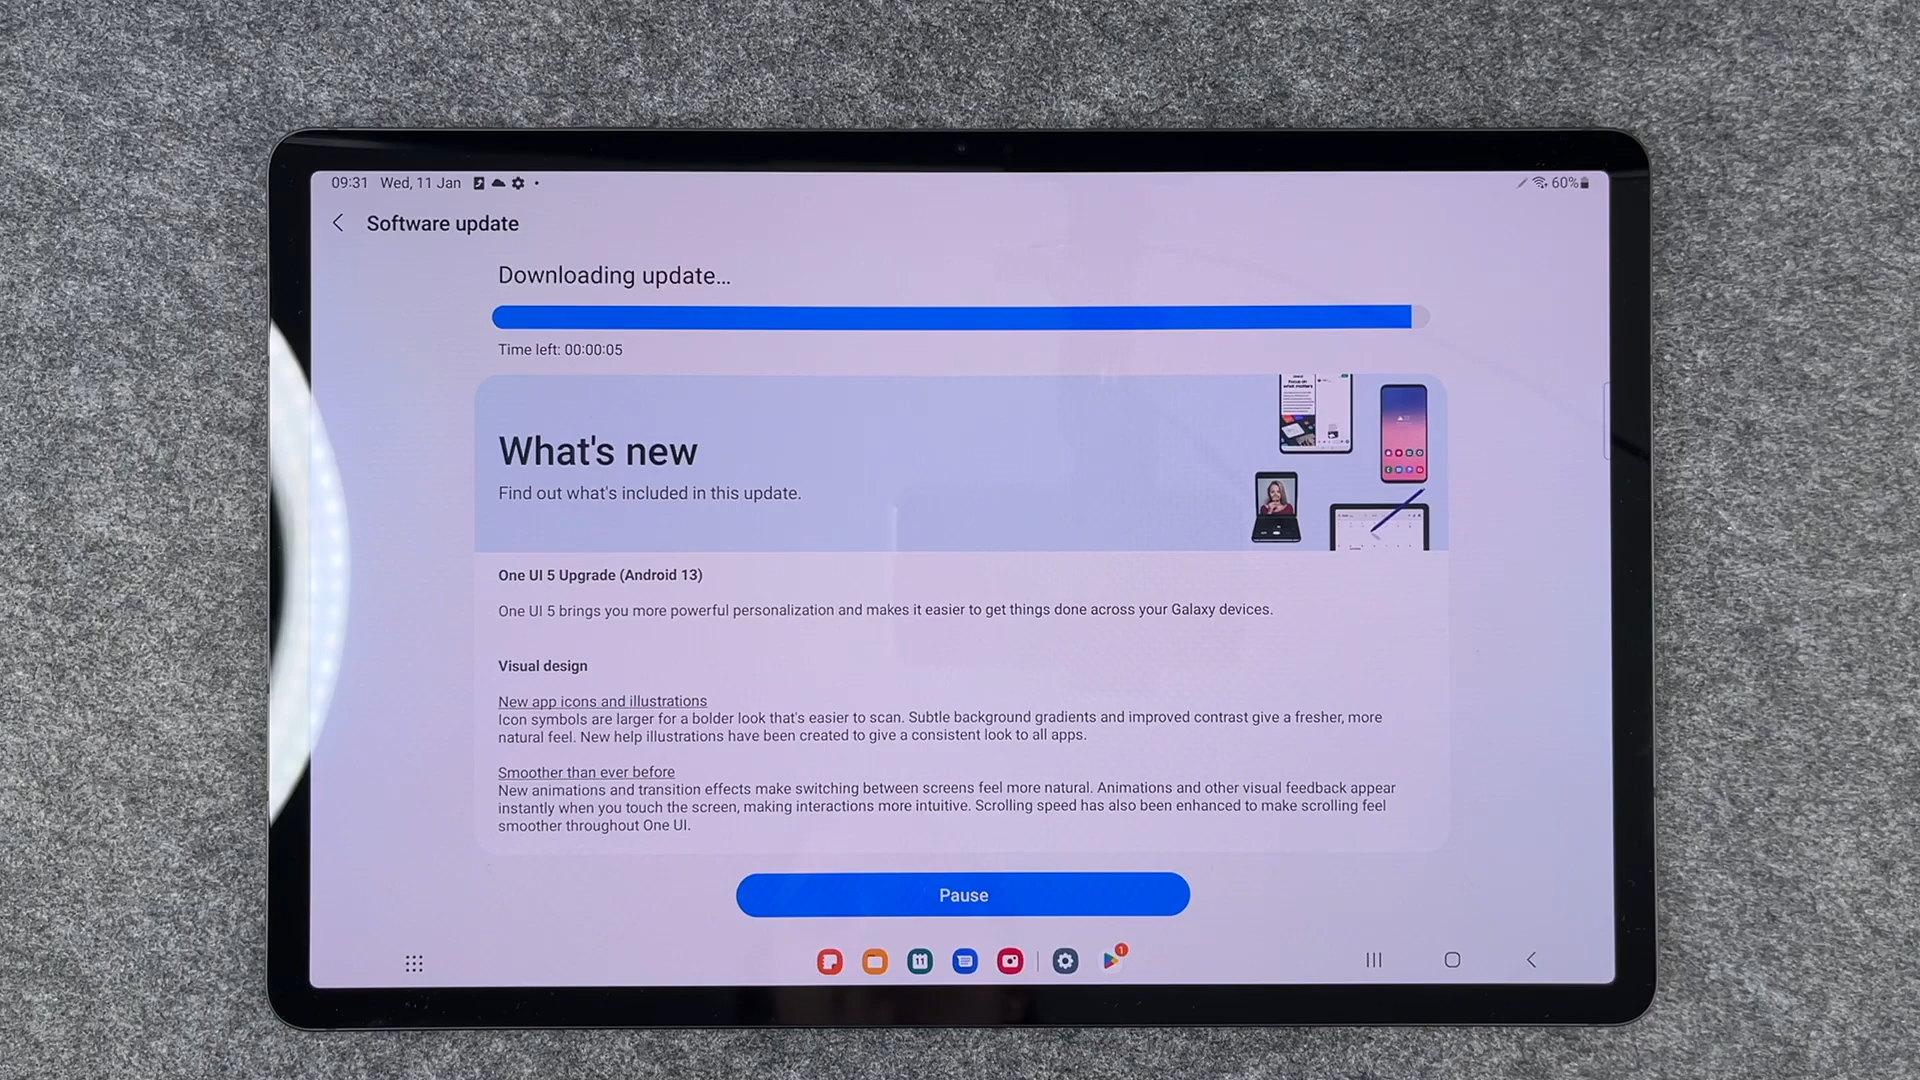 09:31 Wed, 11 Jan
60%
Software update
Downloading update...
Time left: 00:00:05
What's new
Find out what's included in this update.
Focus on
what matters
One UI 5 Upgrade (Android 13)
One UI 5 brings you more powerful personalization and makes it easier to get things done across your Galaxy devices.
Visual design
New app icons and illustrations
Icon symbols are larger for a bolder look that's easier to scan. Subtle background gradients and improved contrast give a fresher, more
natural feel. New help illustrations have been created to give a consistent look to all apps.
Smoother than ever before
New animations and transition effects make switching between screens feel more natural. Animations and other visual feedback appear
instantly when you touch the screen, making interactions more intuitive. Scrolling speed has also been enhanced to make scrolling feel
smoother throughout One UI.
Pause
11
1